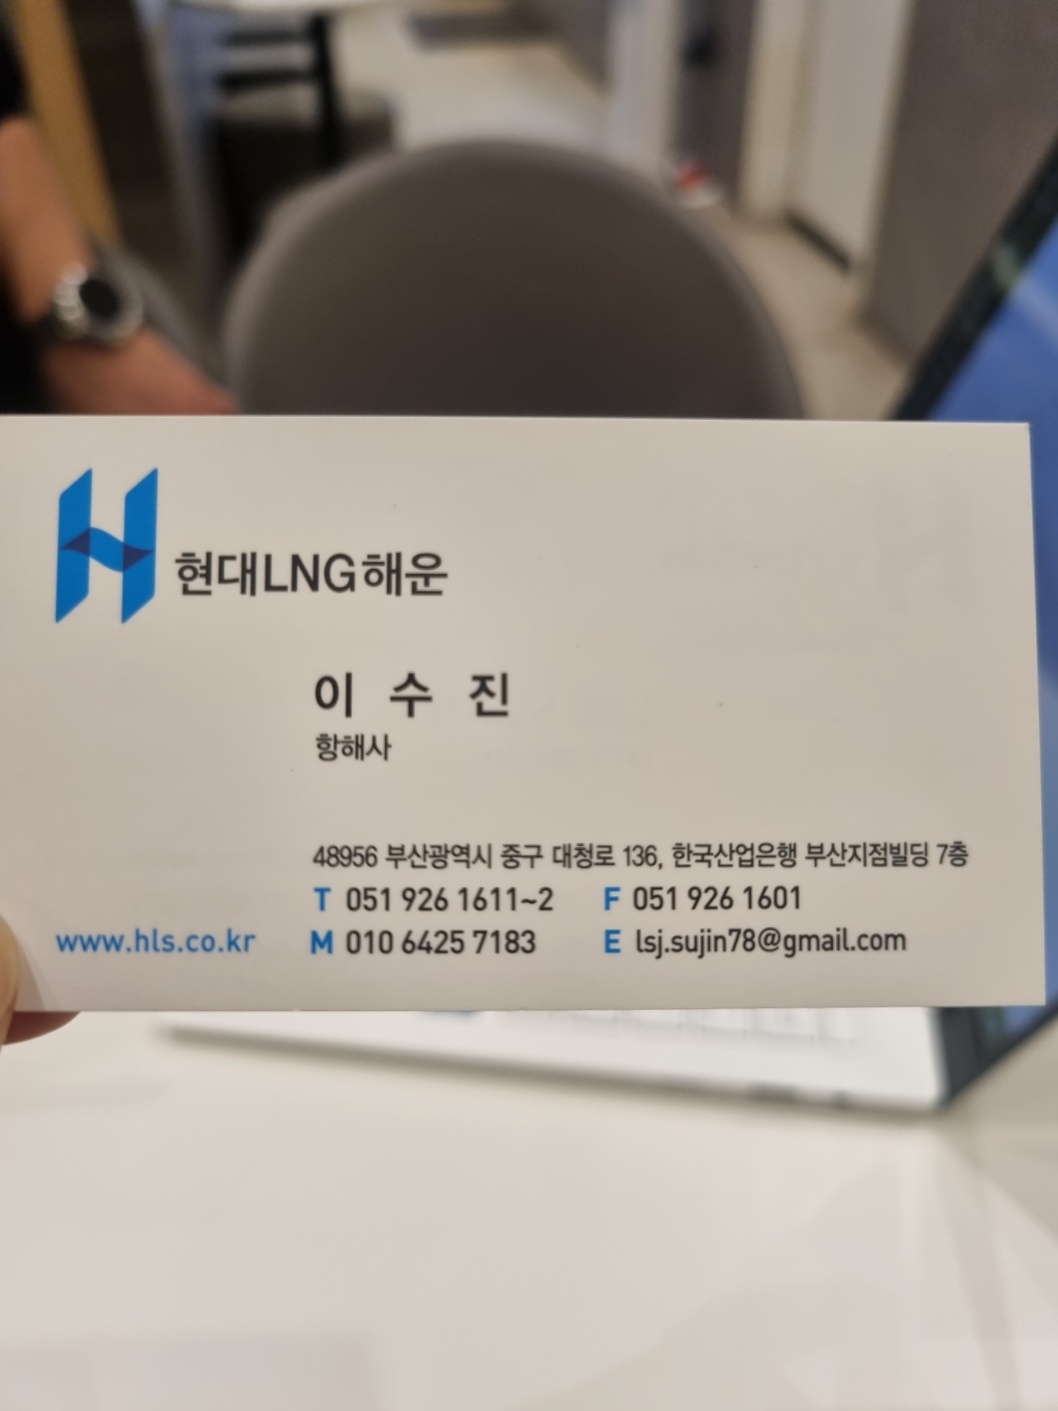 현대LNG해운
이 수 진
항해사
48956 부산광역시 중구 대청로 136, 한국산업은행 부산지점빌딩 7층
T 051 926 1611~2 F 051 926 1601
www.hls.co.kr M 010 6425 7183 E lsj.sujin78@gmail.com